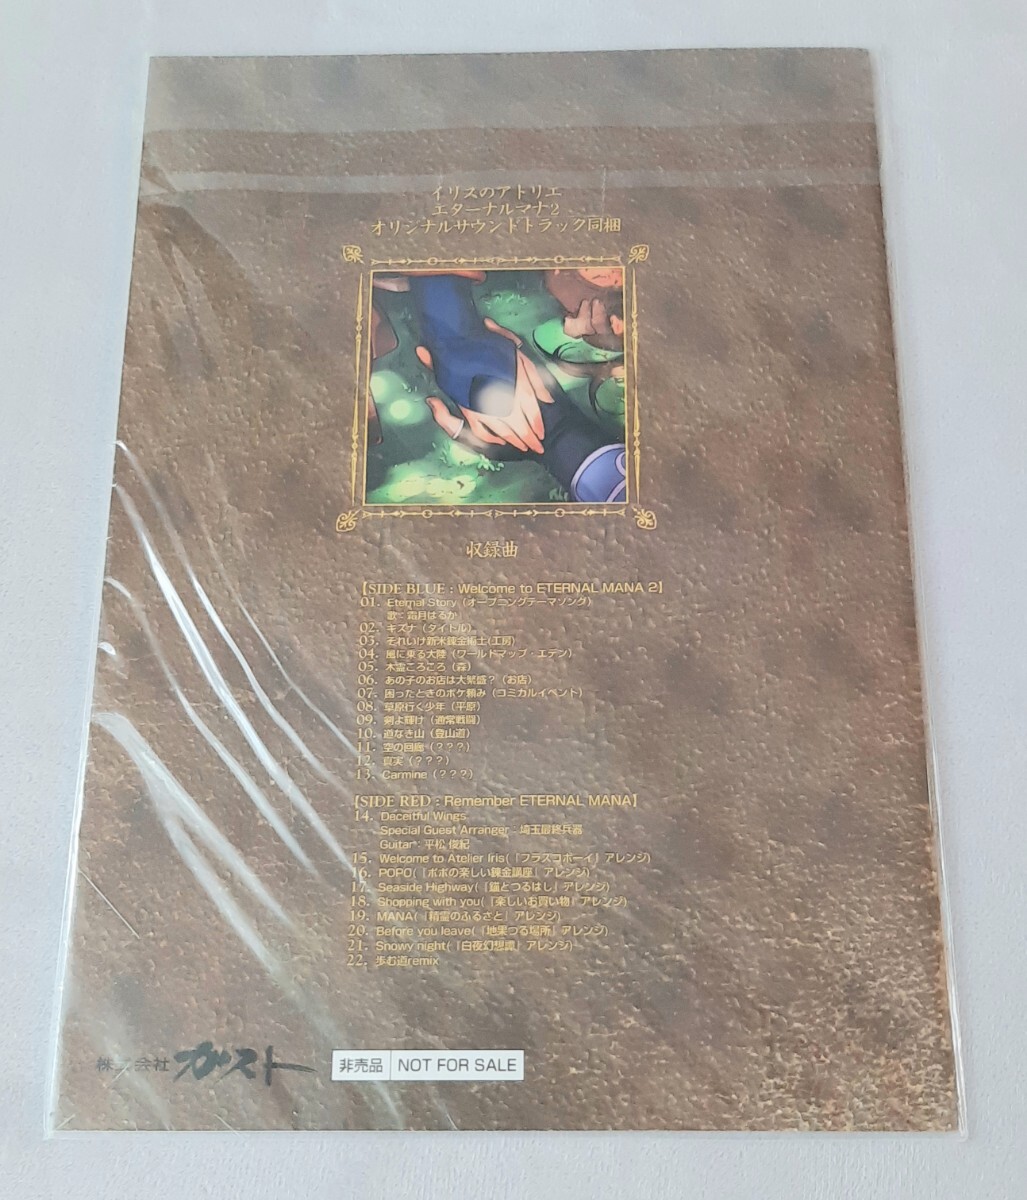 イリスのアトリエ
エターナルマナ2
オリジナルサウンドトラック同梱
収録曲
【SIDE BLUE : Welcome to ETERNAL MANA 2】
01. Eternal Story（オープニングテーマソング）
歌：霜月はるか
02. キズナ（タイトル）
03. それいけ新米錬金術士(工房)
04. 風に乗る大陸（ワールドマップ・エデン）
05. 木霊ころころ（森）
06. あの子のお店は大繁盛？（お店）
07. 困ったときのポケ頼み（コミカルイベント）
08. 草原行く少年（平原）
09. 剣よ輝け（通常戦闘）
10. 道なき山（登山道）
11. 空の回廊（？？？）
12. 真実（？？？）
13. Carmine（？？？）
【SIDE RED : Remember ETERNAL MANA】
14. Deceitful Wings
Special Guest Arranger：埼玉最終兵器
Guitar：平松 俊紀
15. Welcome to Atelier Iris(「フラスコボーイ」アレンジ)
16. POPO(「ポポの楽しい錬金講座」アレンジ)
17. Seaside Highway(「錨とつるはし」アレンジ)
18. Shopping with you(「楽しいお買い物」アレンジ)
19. MANA(「精霊のふるさと」アレンジ)
20. Before you leave(「地果つる場所」アレンジ)
21. Snowy night(「白夜幻想譚」アレンジ)
22. 歩む道remix
株式会社 ガスト 非売品 NOT FOR SALE